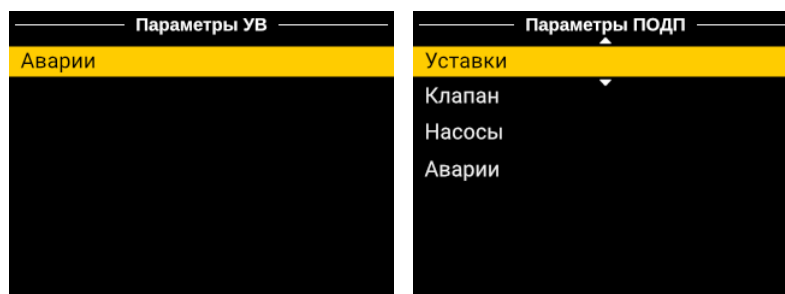 Параметры УВ
Аварии
Параметры ПОДП
Уставки
Клапан
Насосы
Аварии